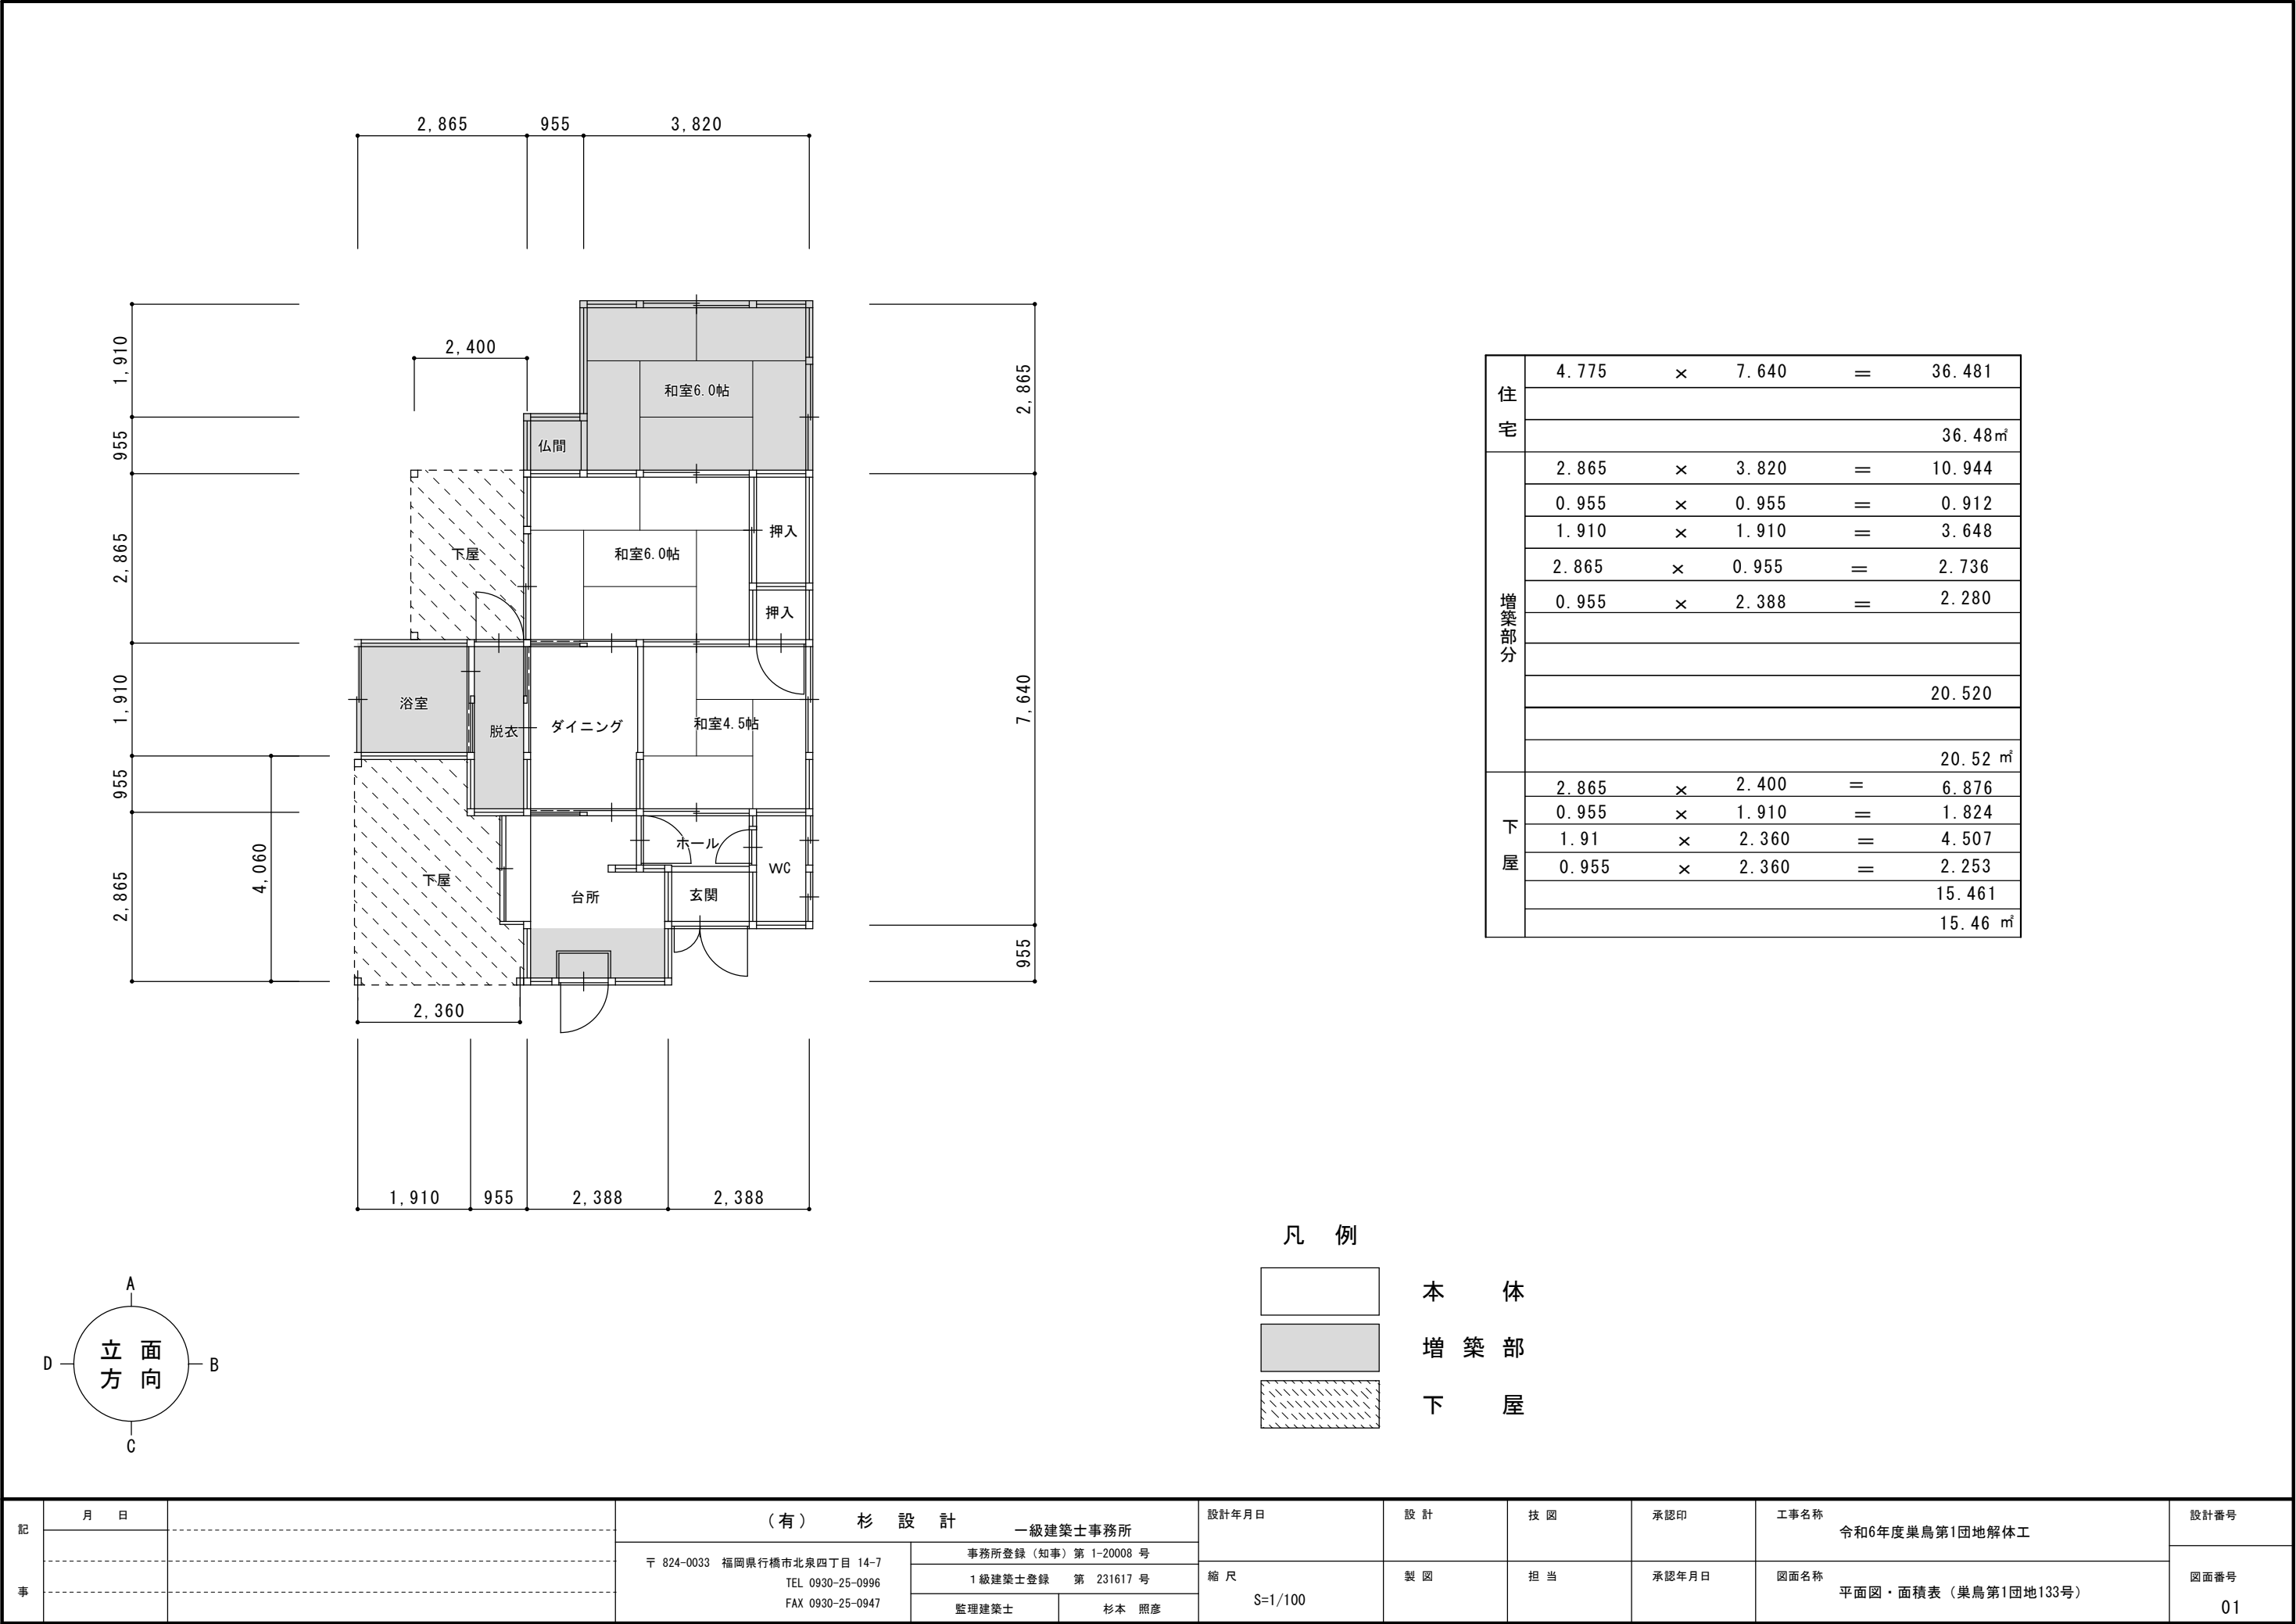 2,865 955 3,820
1,910
955
2,865
1,910
955
2,865
4,060
2,400
2,865
7,640
955
2,360
1,910 955 2,388 2,388
和室6.0帖
仏間
下屋
和室6.0帖
押入
押入
浴室
脱衣
ダイニング
和室4.5帖
ホール
WC
下屋
台所
玄関
住宅
4.775 × 7.640 = 36.481
36.48㎡
増築部分
2.865 × 3.820 = 10.944
0.955 × 0.955 = 0.912
1.910 × 1.910 = 3.648
2.865 × 0.955 = 2.736
0.955 × 2.388 = 2.280
20.520
20.52 ㎡
下屋
2.865 × 2.400 = 6.876
0.955 × 1.910 = 1.824
1.91 × 2.360 = 4.507
0.955 × 2.360 = 2.253
15.461
15.46 ㎡
凡 例
本 体
増 築 部
下 屋
A
立 面
D B
方 向
C
記事
月 日
(有) 杉 設 計 一級建築士事務所
〒 824-0033 福岡県行橋市北泉四丁目 14-7
TEL 0930-25-0996
FAX 0930-25-0947
事務所登録(知事)第 1-20008 号
1級建築士登録 第 231617 号
監理建築士 杉本 照彦
設計年月日
縮 尺
S=1/100
設 計
製 図
技 図
担 当
承認印
承認年月日
工事名称
令和6年度巣鳥第1団地解体工
図面名称
平面図・面積表(巣鳥第1団地133号)
設計番号
図面番号
01